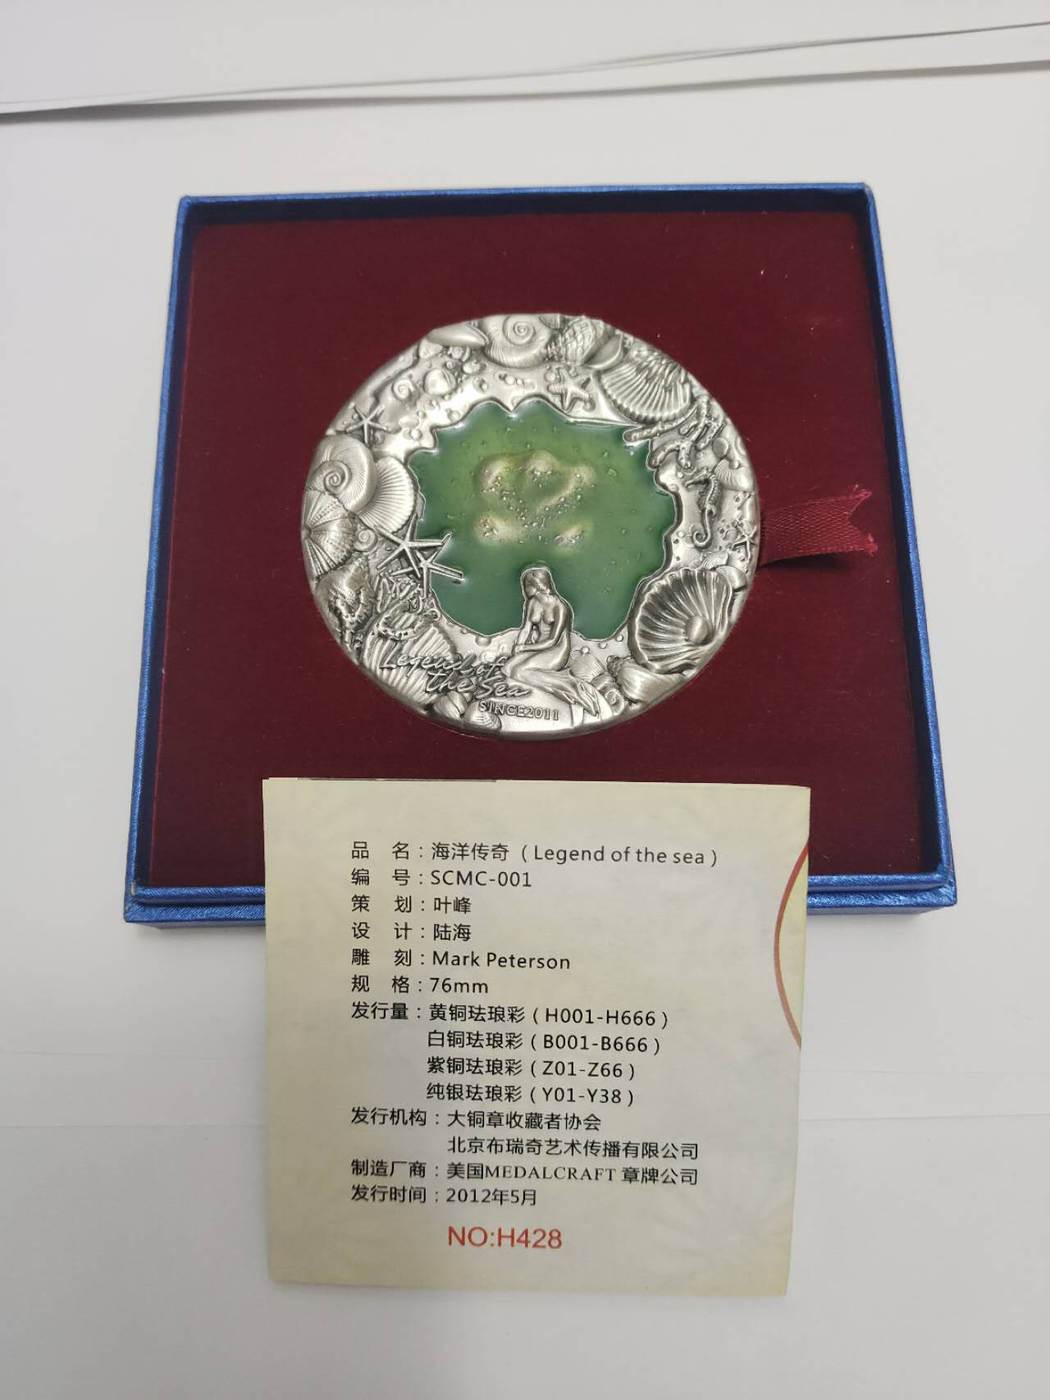 Legend of
the Sea
SINCE2011
品 名：海洋传奇（Legend of the sea）
编 号：SCMC-001
策 划：叶峰
设 计：陆海
雕 刻：Mark Peterson
规 格：76mm
发行量：黄铜珐琅彩（H001-H666）
白铜珐琅彩（B001-B666）
紫铜珐琅彩（Z01-Z66）
纯银珐琅彩（Y01-Y38）
发行机构：大铜章收藏者协会
北京布瑞奇艺术传播有限公司
制造厂商：美国MEDALCRAFT 章牌公司
发行时间：2012年5月
NO:H428